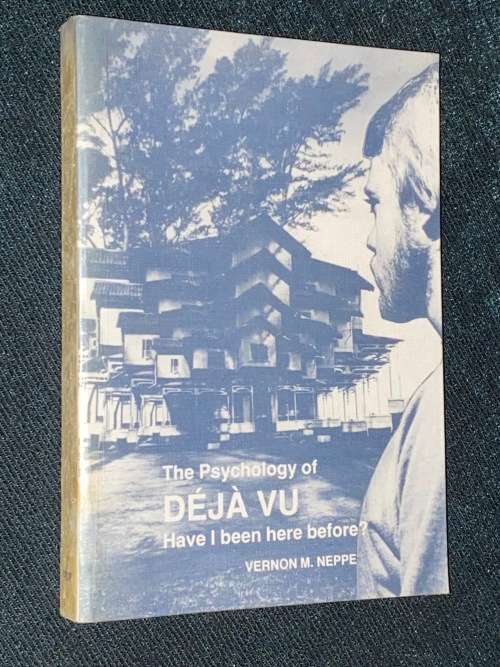 The Psychology of
DÉJÀ VU
Have I been here before?
VERNON M. NEPPE